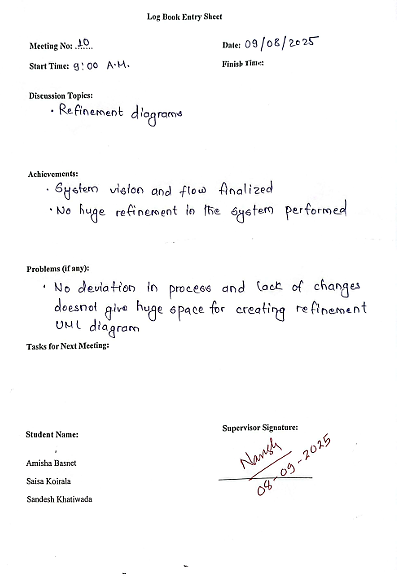 Log Book Entry Sheet
Meeting No: 10
Date: 09/08/2025
Start Time: 9:00 A.M.
Finish Time:
Discussion Topics:
• Refinement diagrams
Achievements:
• System vision and flow finalized
• No huge refinement in the system performed
Problems (if any):
• No deviation in process and lack of changes
doesnot give huge space for creating refinement
UML diagram
Tasks for Next Meeting:
Supervisor Signature:
Student Name:
08-09-2025
Amisha Basnet
Saisa Koirala
Sandesh Khatiwada